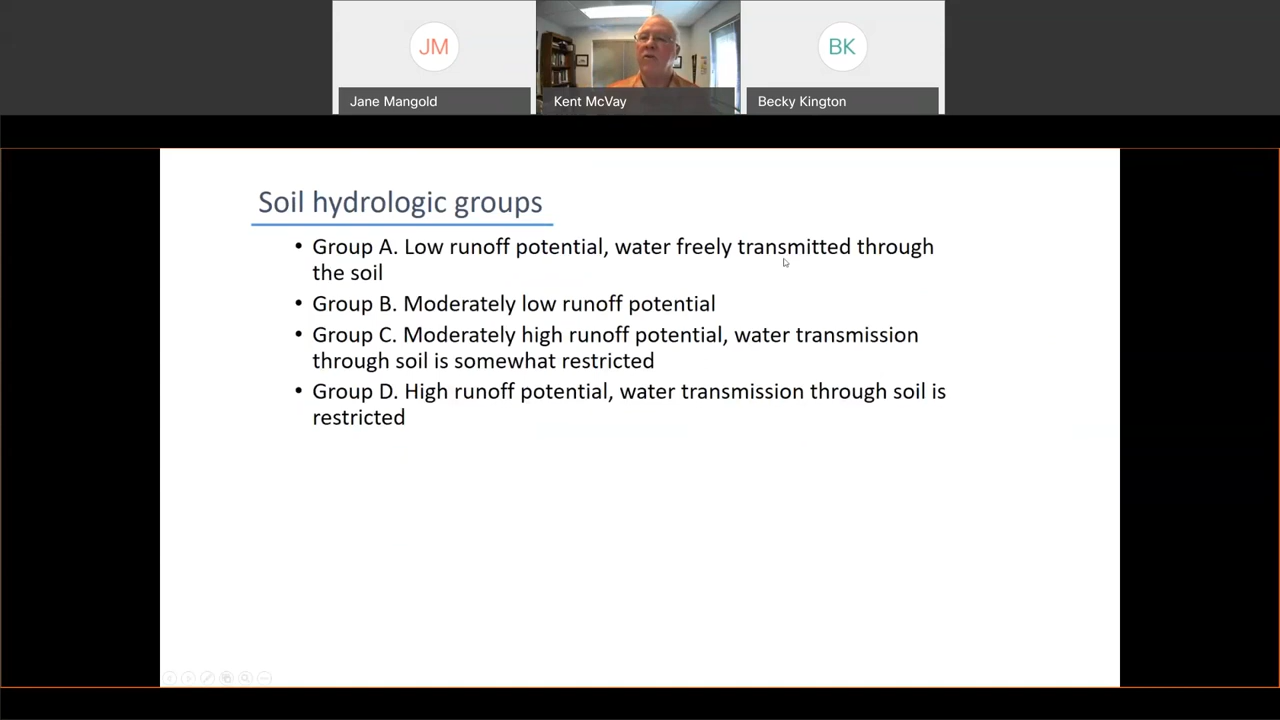 JM
BK
Jane Mangold
Kent McVay
Becky Kington
Soil hydrologic groups
• Group A. Low runoff potential, water freely transmitted through
the soil
• Group B. Moderately low runoff potential
• Group C. Moderately high runoff potential, water transmission
through soil is somewhat restricted
• Group D. High runoff potential, water transmission through soil is
restricted